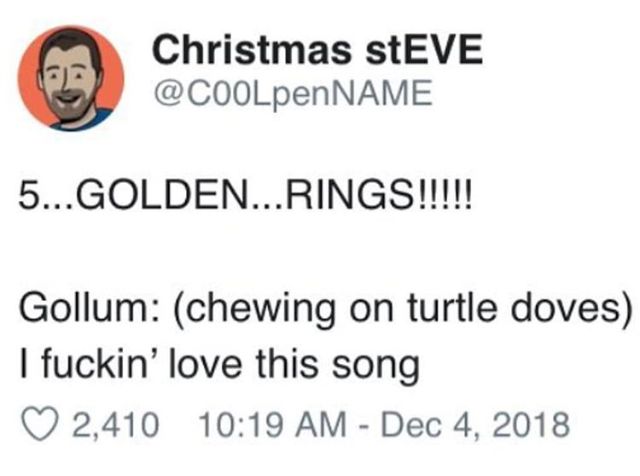 Christmas stEVE
@C00LpenNAME
5...GOLDEN...RINGS!!!!!
Gollum: (chewing on turtle doves)
I fuckin’ love this song
2,410 10:19 AM - Dec 4, 2018